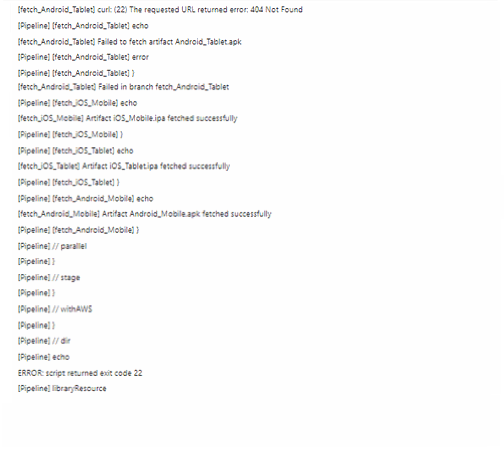 [fetch_Android_Tablet] curl: (22) The requested URL returned error: 404 Not Found
[Pipeline] [fetch_Android_Tablet] echo
[fetch_Android_Tablet] Failed to fetch artifact Android_Tablet.apk
[Pipeline] [fetch_Android_Tablet] error
[Pipeline] [fetch_Android_Tablet] }
[fetch_Android_Tablet] Failed in branch fetch_Android_Tablet
[Pipeline] [fetch_iOS_Mobile] echo
[fetch_iOS_Mobile] Artifact iOS_Mobile.ipa fetched successfully
[Pipeline] [fetch_iOS_Mobile] }
[Pipeline] [fetch_iOS_Tablet] echo
[fetch_iOS_Tablet] Artifact iOS_Tablet.ipa fetched successfully
[Pipeline] [fetch_iOS_Tablet] }
[Pipeline] [fetch_Android_Mobile] echo
[fetch_Android_Mobile] Artifact Android_Mobile.apk fetched successfully
[Pipeline] [fetch_Android_Mobile] }
[Pipeline] // parallel
[Pipeline] }
[Pipeline] // stage
[Pipeline] }
[Pipeline] // withAWS
[Pipeline] }
[Pipeline] // dir
[Pipeline] echo
ERROR: script returned exit code 22
[Pipeline] libraryResource